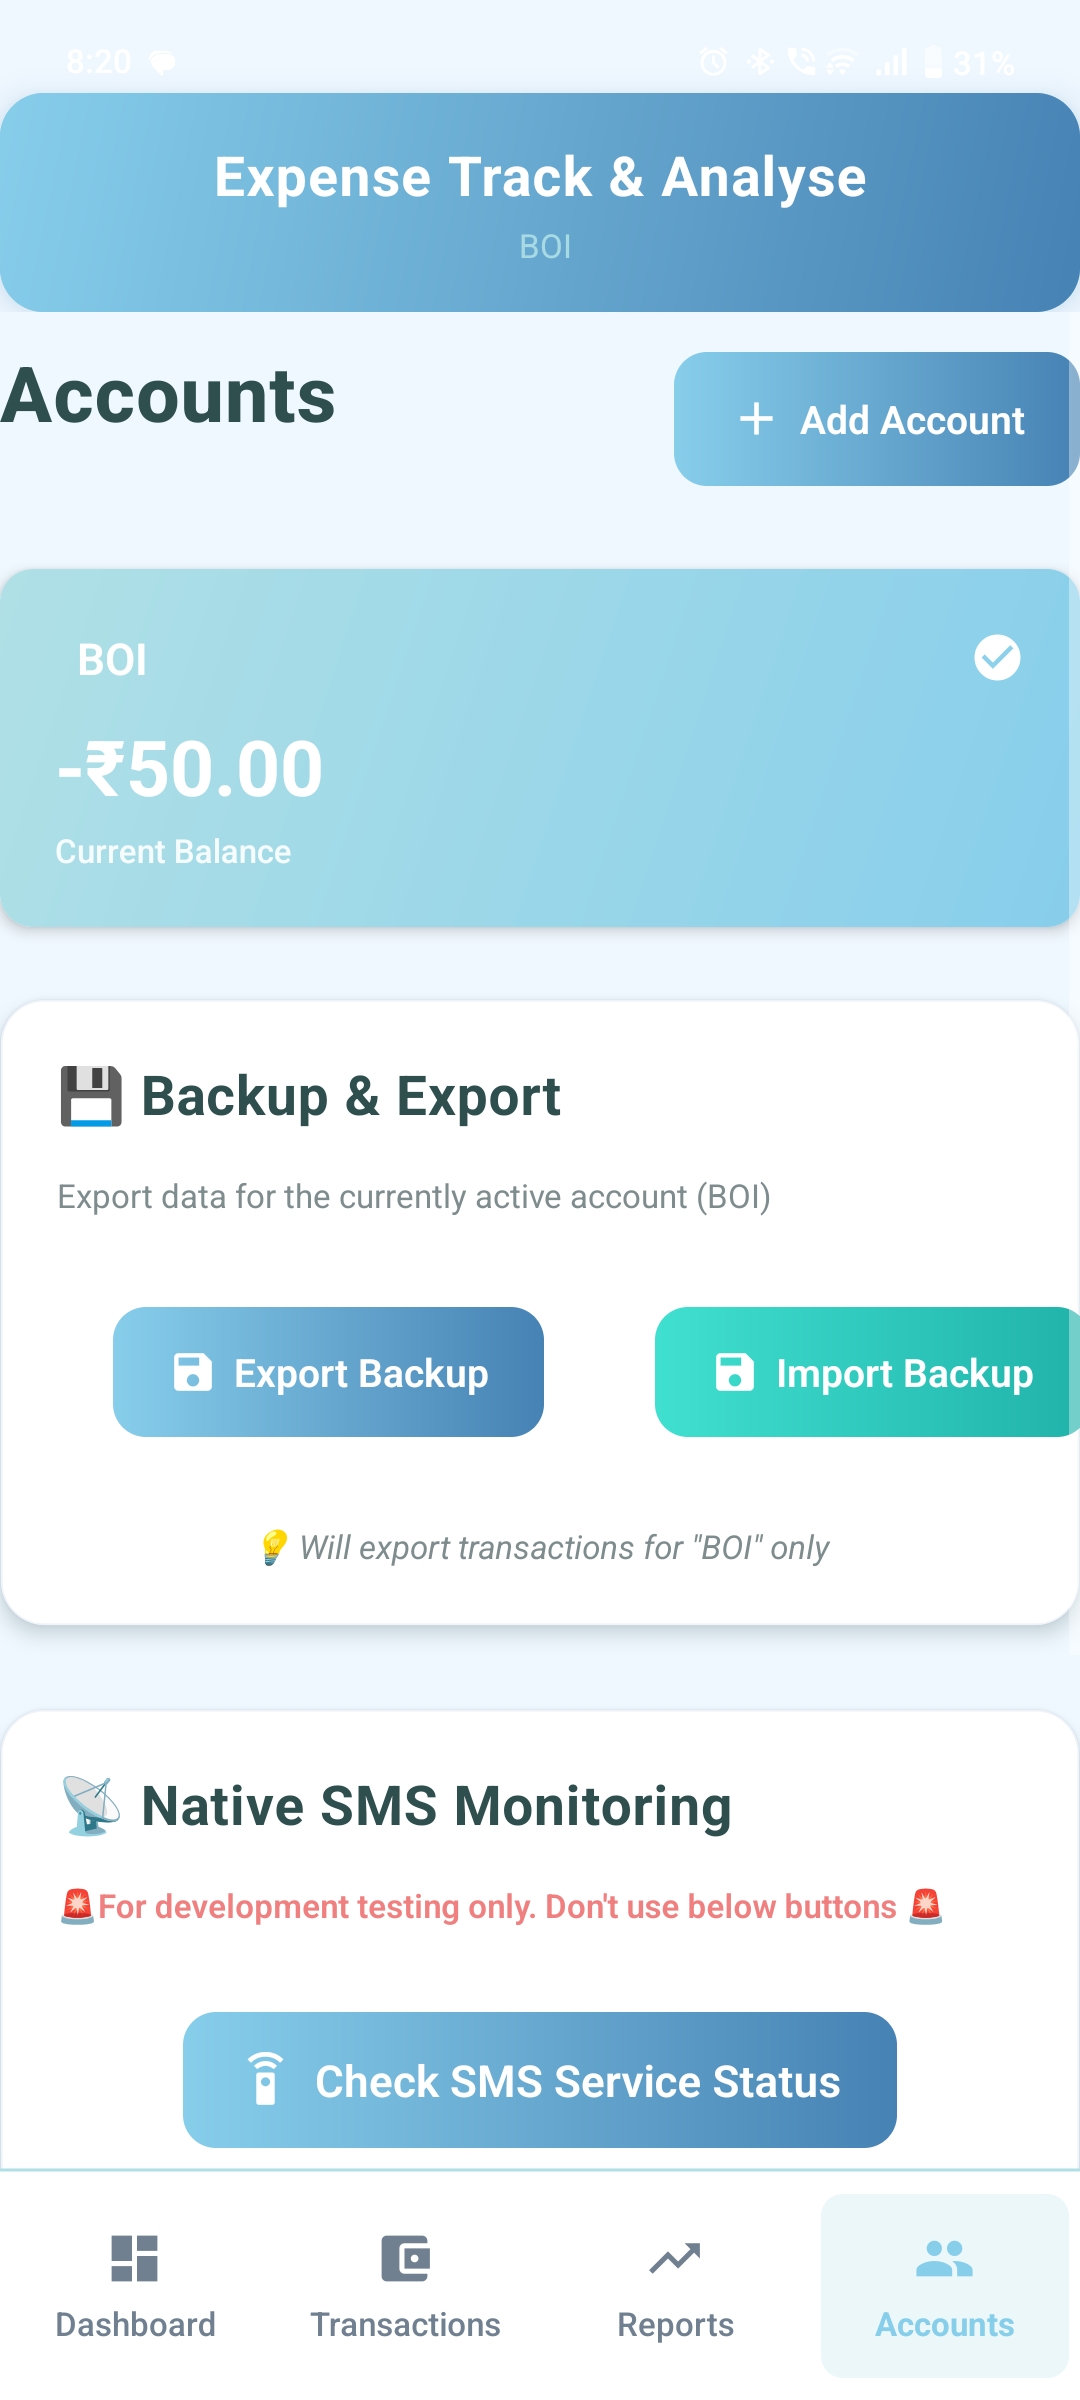 8:20
31%
Expense Track & Analyse
BOI
Accounts
+ Add Account
BOI
-₹50.00
Current Balance
💾 Backup & Export
Export data for the currently active account (BOI)
Export Backup
Import Backup
💡 Will export transactions for "BOI" only
📡 Native SMS Monitoring
🚨For development testing only. Don't use below buttons 🚨
Check SMS Service Status
Dashboard
Transactions
Reports
Accounts